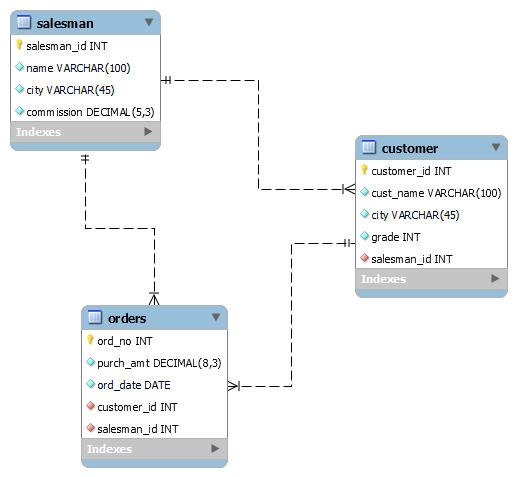 salesman
salesman_id INT
name VARCHAR(100)
city VARCHAR(45)
commission DECIMAL(5,3)
Indexes
customer
customer_id INT
cust_name VARCHAR(100)
city VARCHAR(45)
grade INT
salesman_id INT
Indexes
orders
ord_no INT
purch_amt DECIMAL(8,3)
ord_date DATE
customer_id INT
salesman_id INT
Indexes